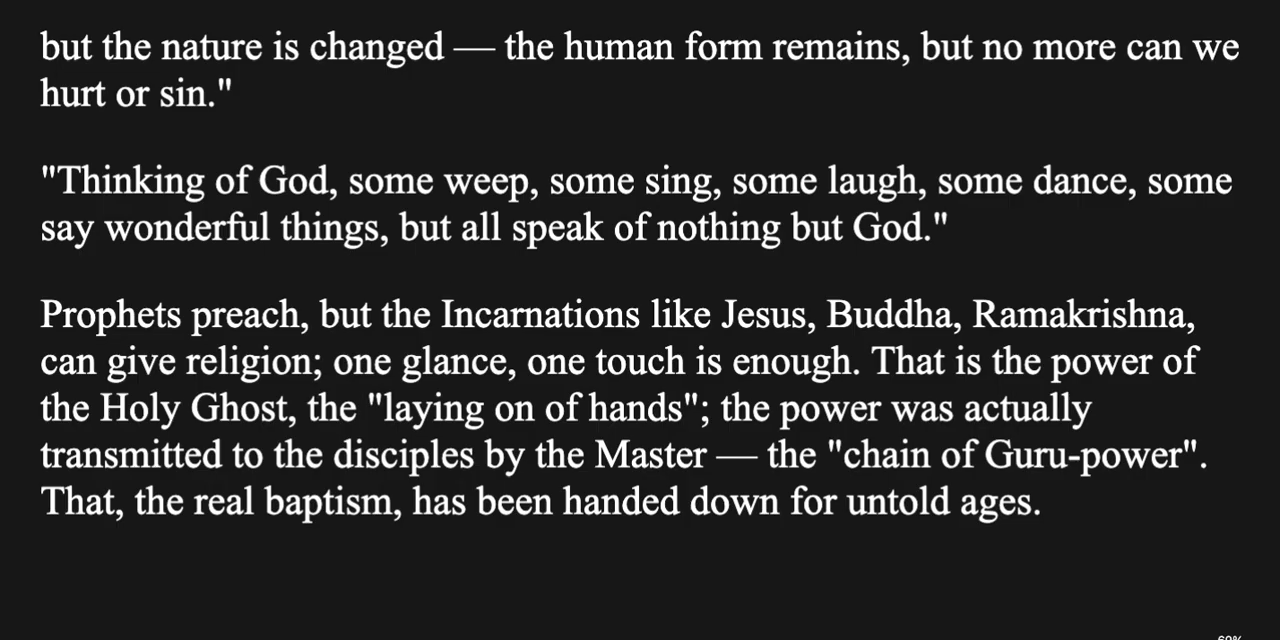 but the nature is changed — the human form remains, but no more can we
hurt or sin."
"Thinking of God, some weep, some sing, some laugh, some dance, some
say wonderful things, but all speak of nothing but God."
Prophets preach, but the Incarnations like Jesus, Buddha, Ramakrishna,
can give religion; one glance, one touch is enough. That is the power of
the Holy Ghost, the "laying on of hands"; the power was actually
transmitted to the disciples by the Master — the "chain of Guru-power".
That, the real baptism, has been handed down for untold ages.